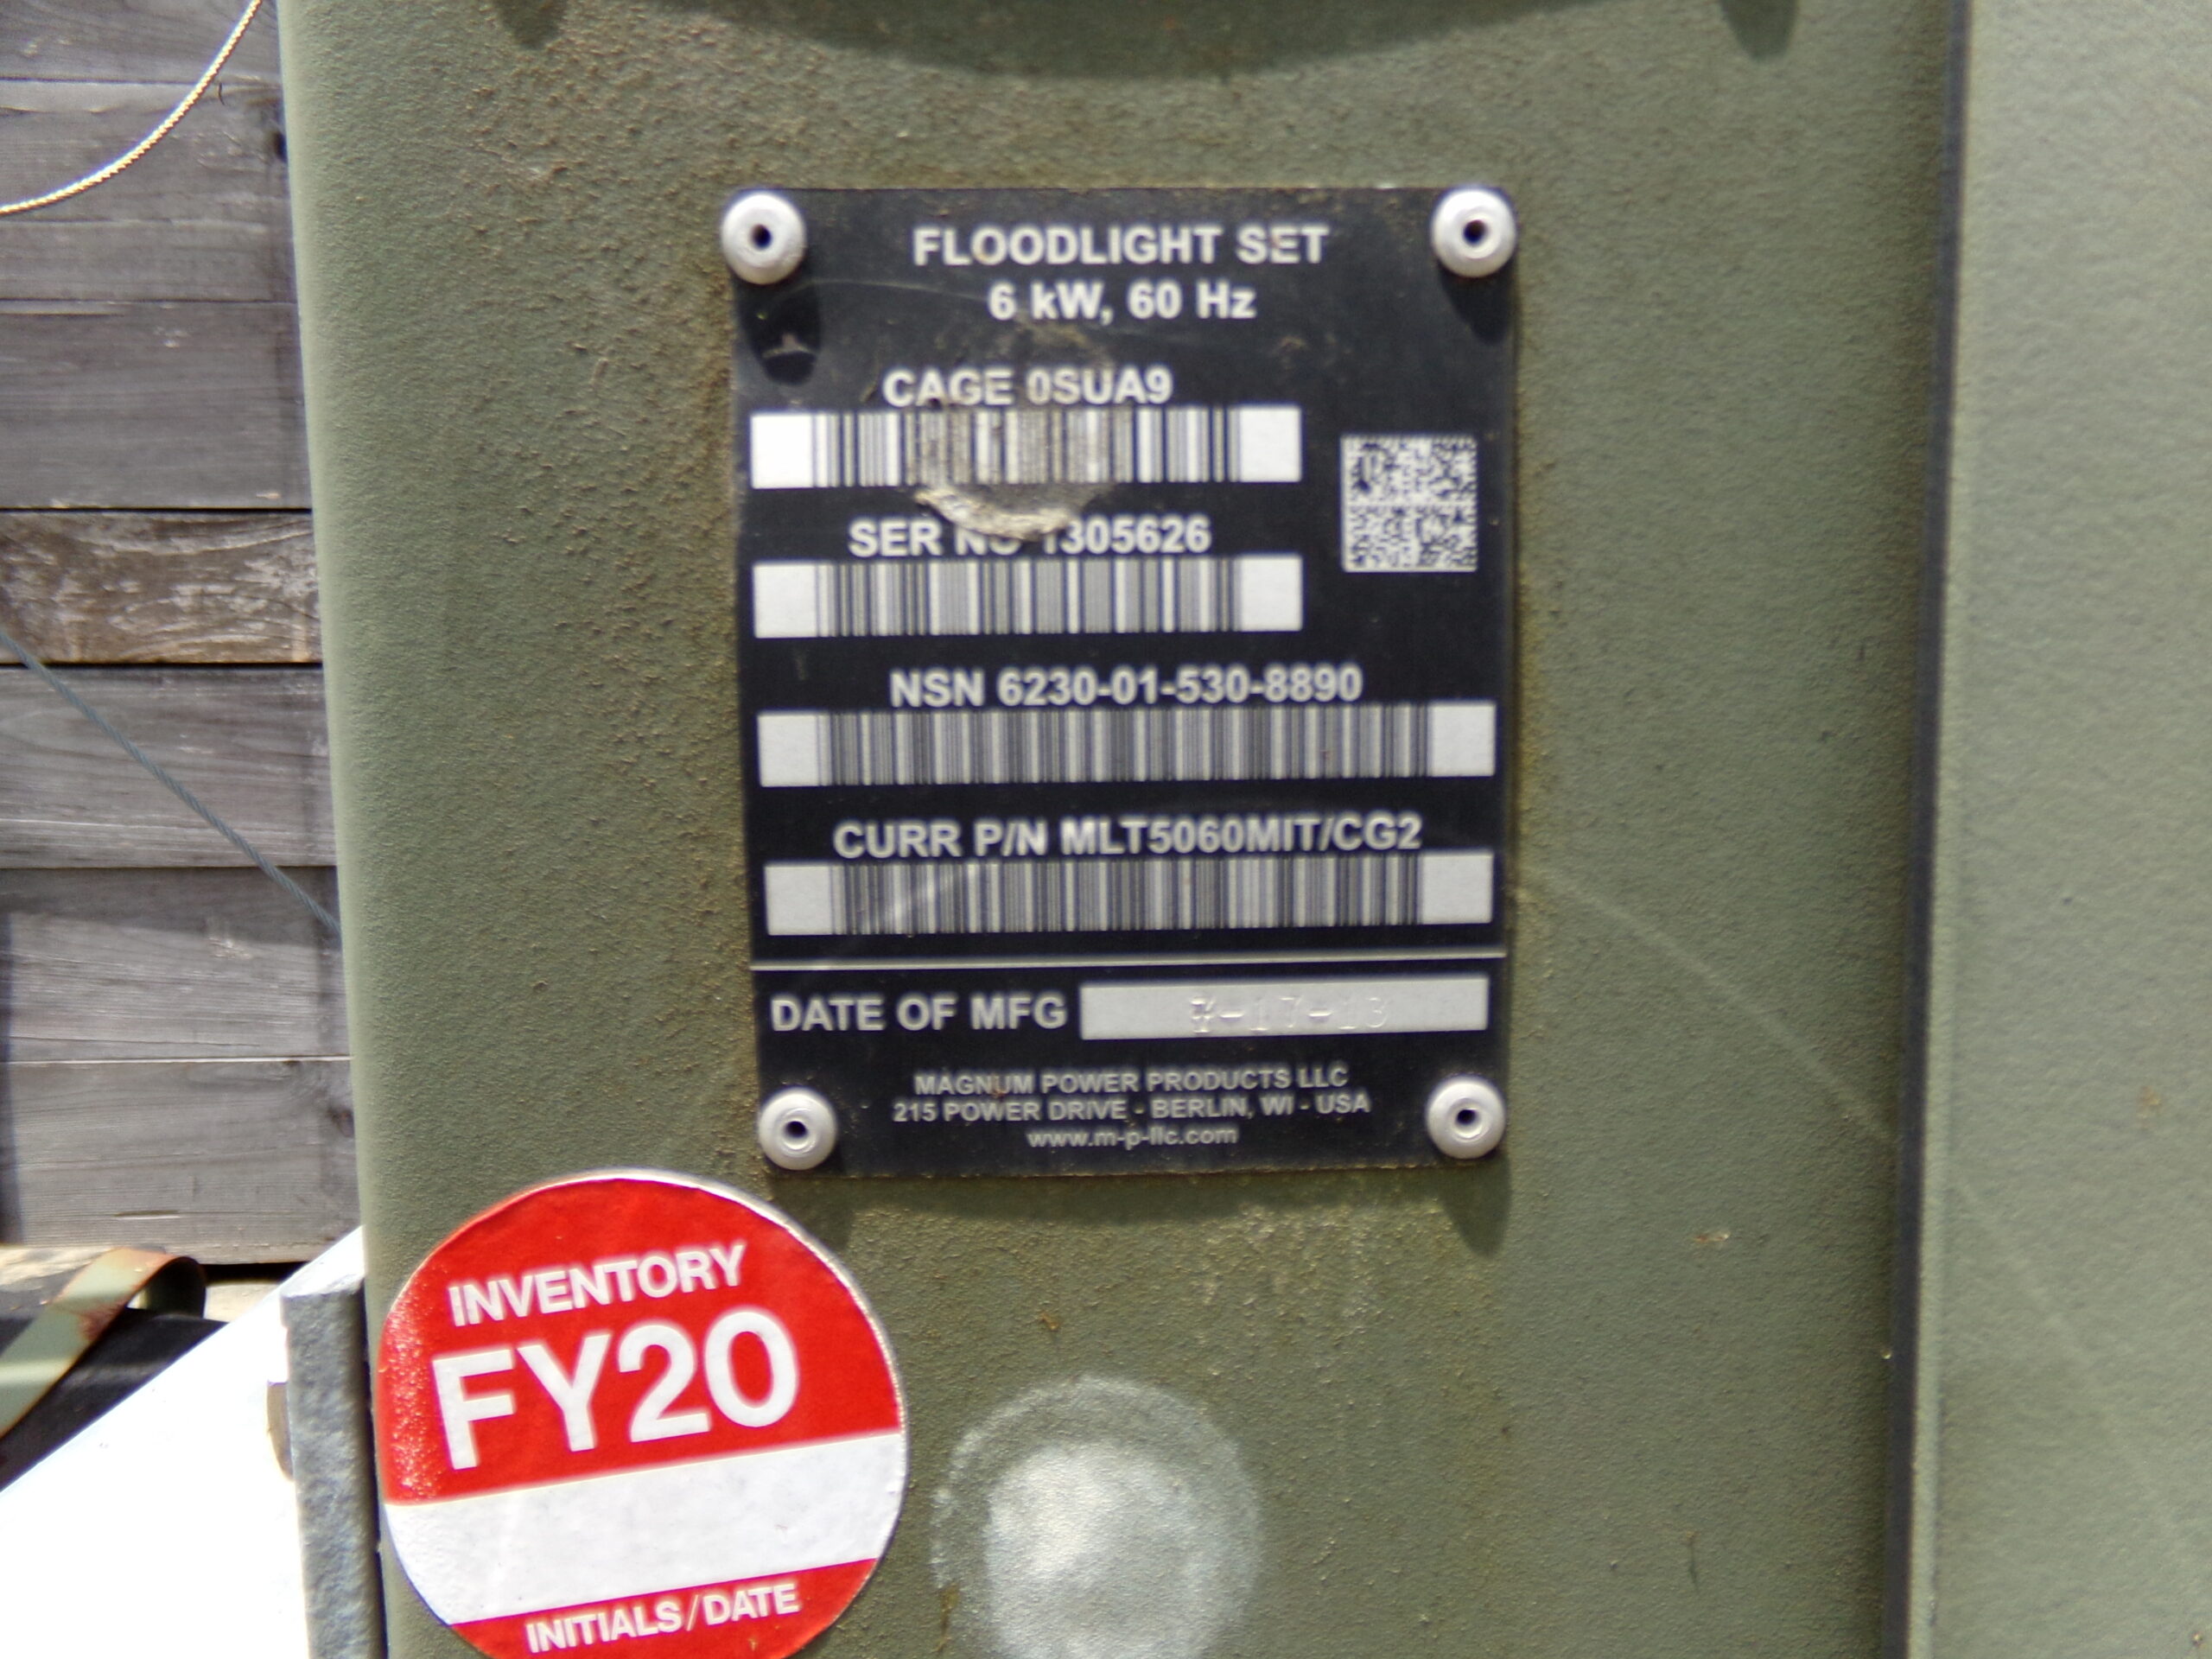 FLOODLIGHT SET
6 kW, 60 Hz
CAGE 0SUA9
SER NO 1305626
NSN 6230-01-530-8890
CURR P/N MLT5060MIT/CG2
DATE OF MFG
MAGNUM POWER PRODUCTS LLC
215 POWER DRIVE - BERLIN, WI - USA
www.m-p-llc.com
INVENTORY
FY20
INITIALS/DATE